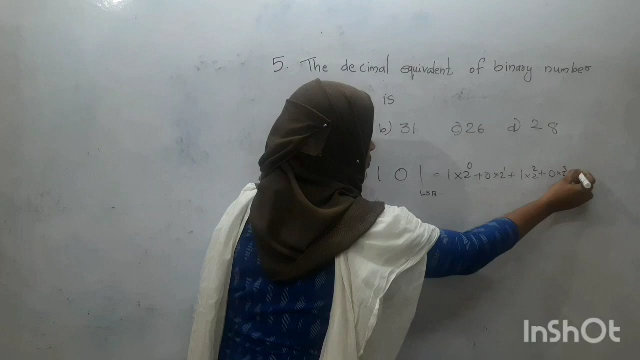 5. The decimal equivalent of binary number
is
b) 31 c) 26 d) 28
1 0 1 = 1×2⁰ + 0×2¹ + 1×2² + 0×2³
LSB
InShOt